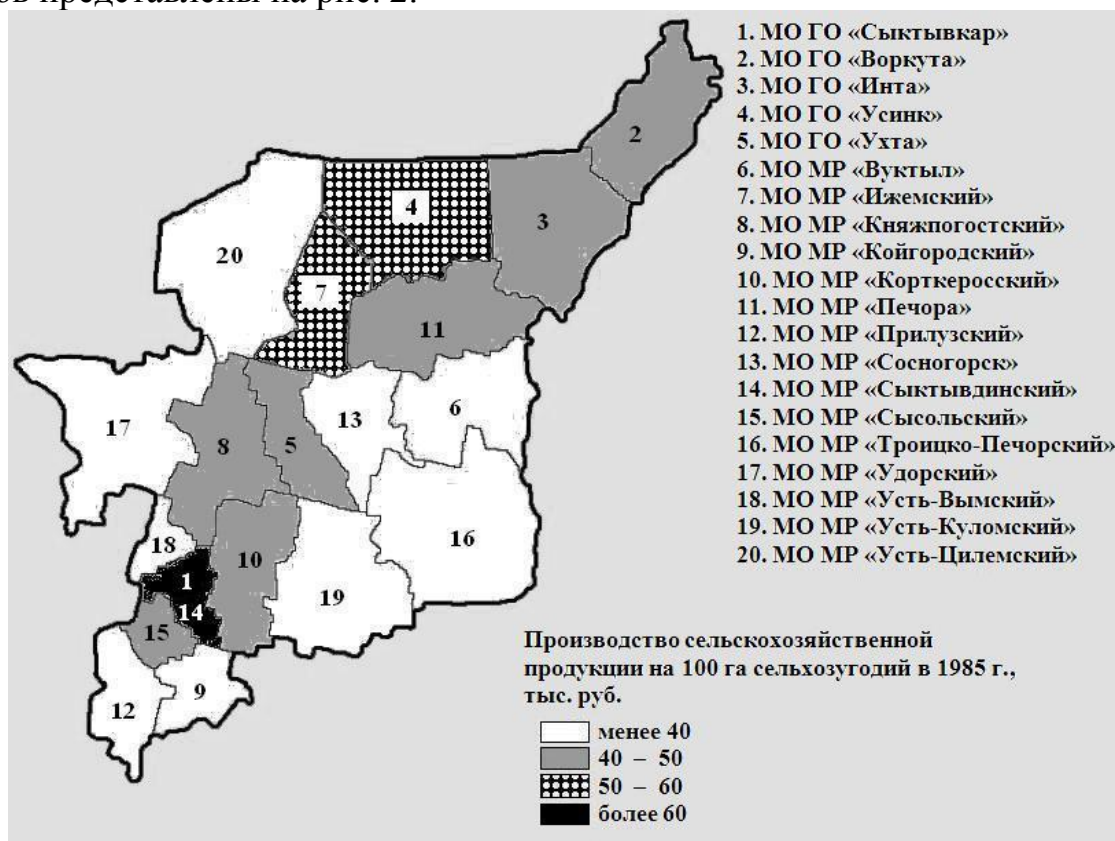 ов представлены на рис. 2.
1. МО ГО «Сыктывкар»
2. МО ГО «Воркута»
3. МО ГО «Инта»
4. МО ГО «Усинк»
5. МО ГО «Ухта»
6. МО МР «Вуктыл»
7. МО МР «Ижемский»
8. МО МР «Княжпогостский»
9. МО МР «Койгородский»
10. МО МР «Корткеросский»
11. МО МР «Печора»
12. МО МР «Прилузский»
13. МО МР «Сосногорск»
14. МО МР «Сыктывдинский»
15. МО МР «Сысольский»
16. МО МР «Троицко-Печорский»
17. МО МР «Удорский»
18. МО МР «Усть-Вымский»
19. МО МР «Усть-Куломский»
20. МО МР «Усть-Цилемский»
2
4
3
20
7
11
6
17
13
8
5
16
18
10
1
19
14
15
9
12
Производство сельскохозяйственной
продукции на 100 га сельхозугодий в 1985 г.,
тыс. руб.
менее 40
40 – 50
50 – 60
более 60